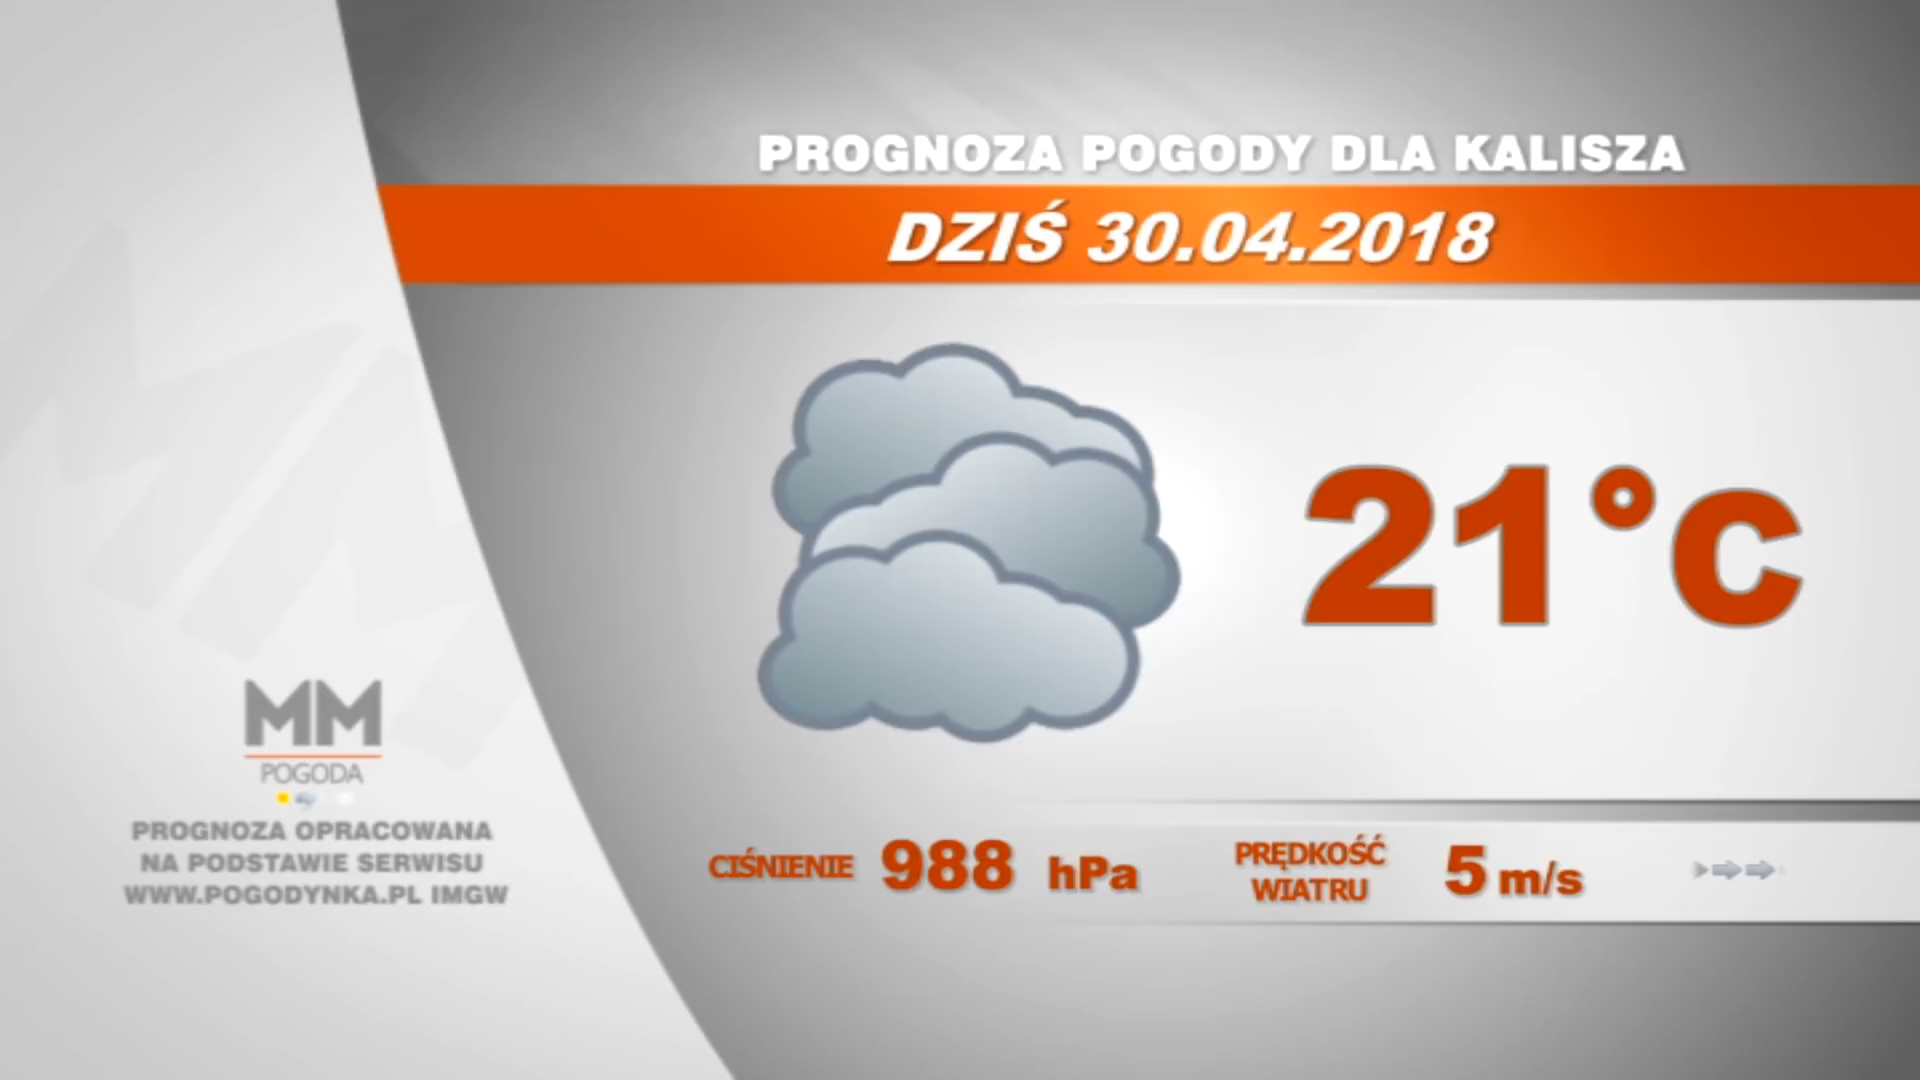 PROGNOZA POGODY DLA KALISZA
DZIŚ 30.04.2018
21°C
CIŚNIENIE 988 hPa
PRĘDKOŚĆ
WIATRU
5 m/s
MM
POGODA
PROGNOZA OPRACOWANA
NA PODSTAWIE SERWISU
WWW.POGODYNKA.PL IMGW